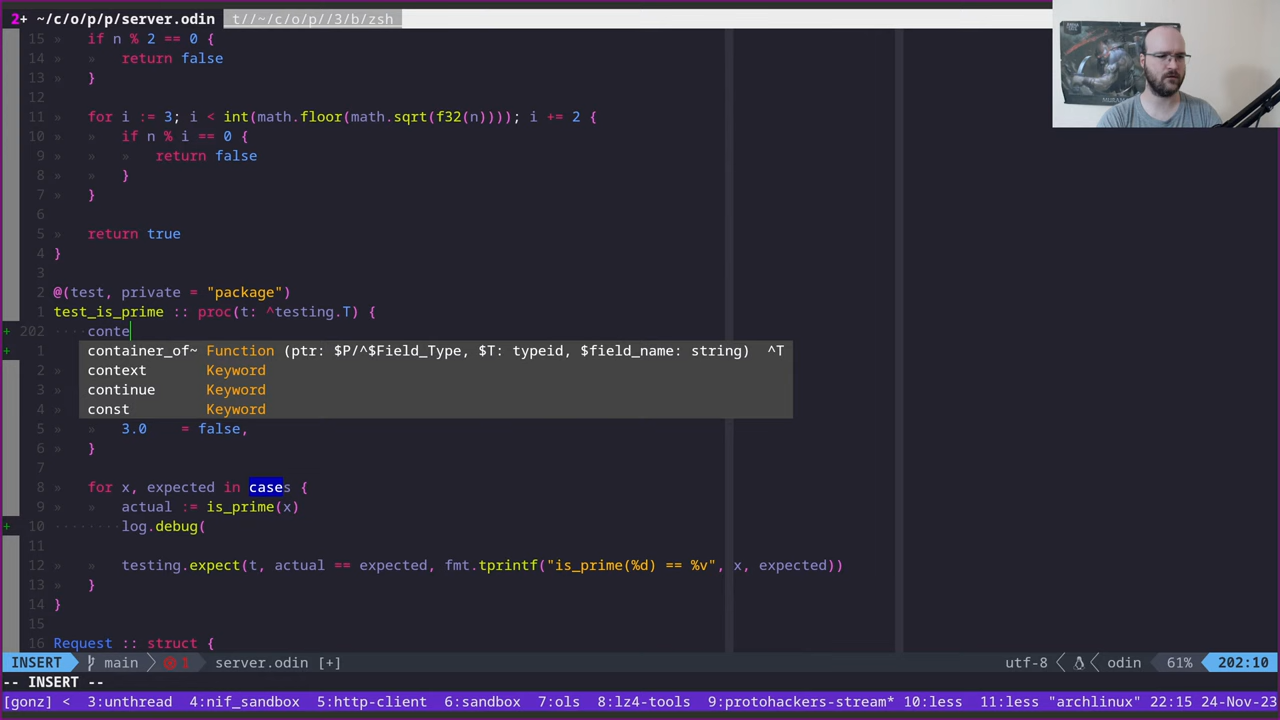 2+ ~/c/o/p/p/server.odin t//~/c/o/p//3/b/zsh
15 » if n % 2 == 0 {
14 » » return false
13 » }
12
11 » for i := 3; i < int(math.floor(math.sqrt(f32(n)))); i += 2 {
10 » » if n % i == 0 {
9 » » » return false
8 » » }
7 » }
6
5 » return true
4 }
3
2 @(test, private = "package")
1 test_is_prime :: proc(t: ^testing.T) {
+ 202 ···· conte
+ 1 container_of~ Function (ptr: $P/^$Field_Type, $T: typeid, $field_name: string) ^T
2 context Keyword
3 continue Keyword
4 const Keyword
5 » » 3.0 = false,
6 » }
7
8 » for x, expected in cases {
9 » » actual := is_prime(x)
+ 10 ········ log.debug(
11
12 » » testing.expect(t, actual == expected, fmt.tprintf("is_prime(%d) == %v", x, expected))
13 » }
14 }
15
16 Request :: struct {
INSERT main 1 server.odin [+] utf-8 odin 61% 202:10
-- INSERT --
[gonz] < 3:unthread 4:nif_sandbox 5:http-client 6:sandbox 7:ols 8:lz4-tools 9:protohackers-stream* 10:less 11:less "archlinux" 22:15 24-Nov-23